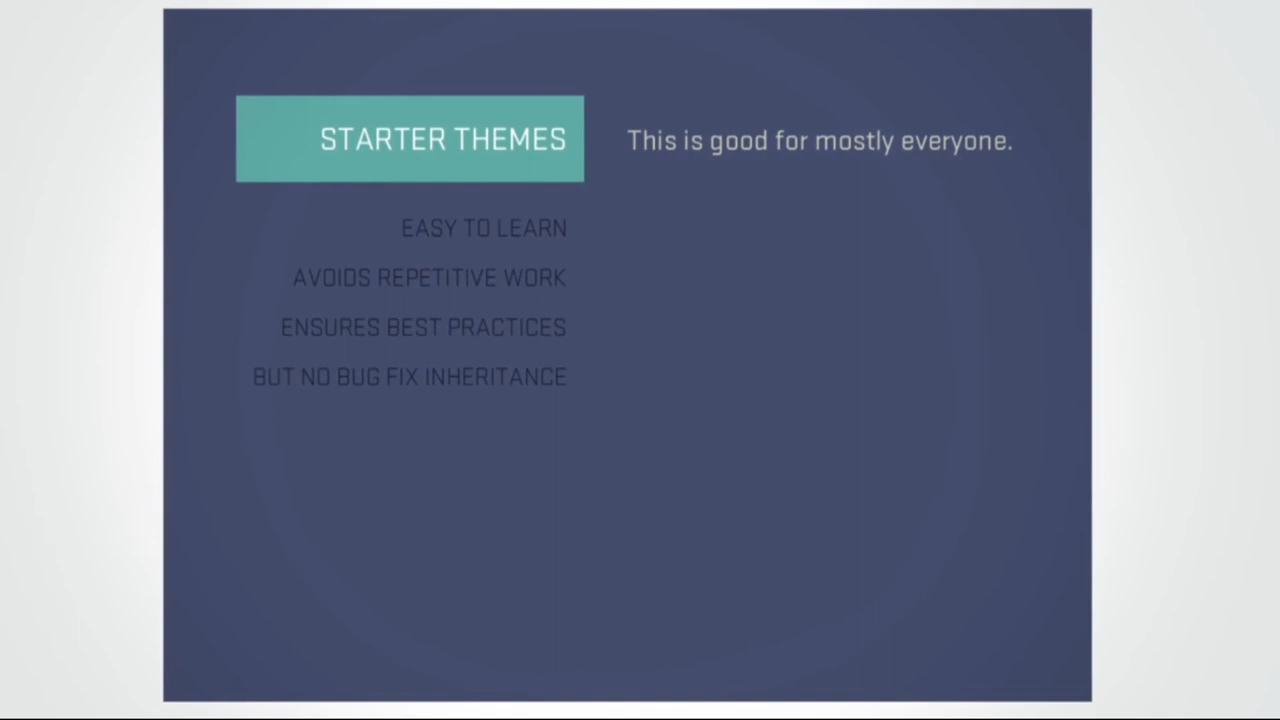 STARTER THEMES
This is good for mostly everyone.
EASY TO LEARN
AVOIDS REPETITIVE WORK
ENSURES BEST PRACTICES
BUT NO BUG FIX INHERITANCE